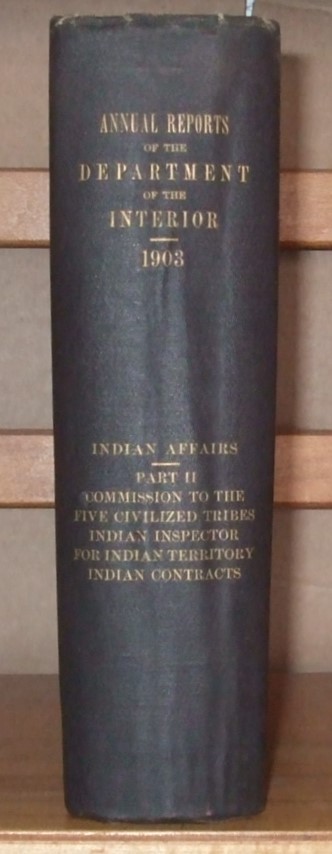 ANNUAL REPORTS
OF THE
DEPARTMENT
OF THE
INTERIOR
1903
INDIAN AFFAIRS
PART II
COMMISSION TO THE
FIVE CIVILIZED TRIBES
INDIAN INSPECTOR
FOR INDIAN TERRITORY
INDIAN CONTRACTS